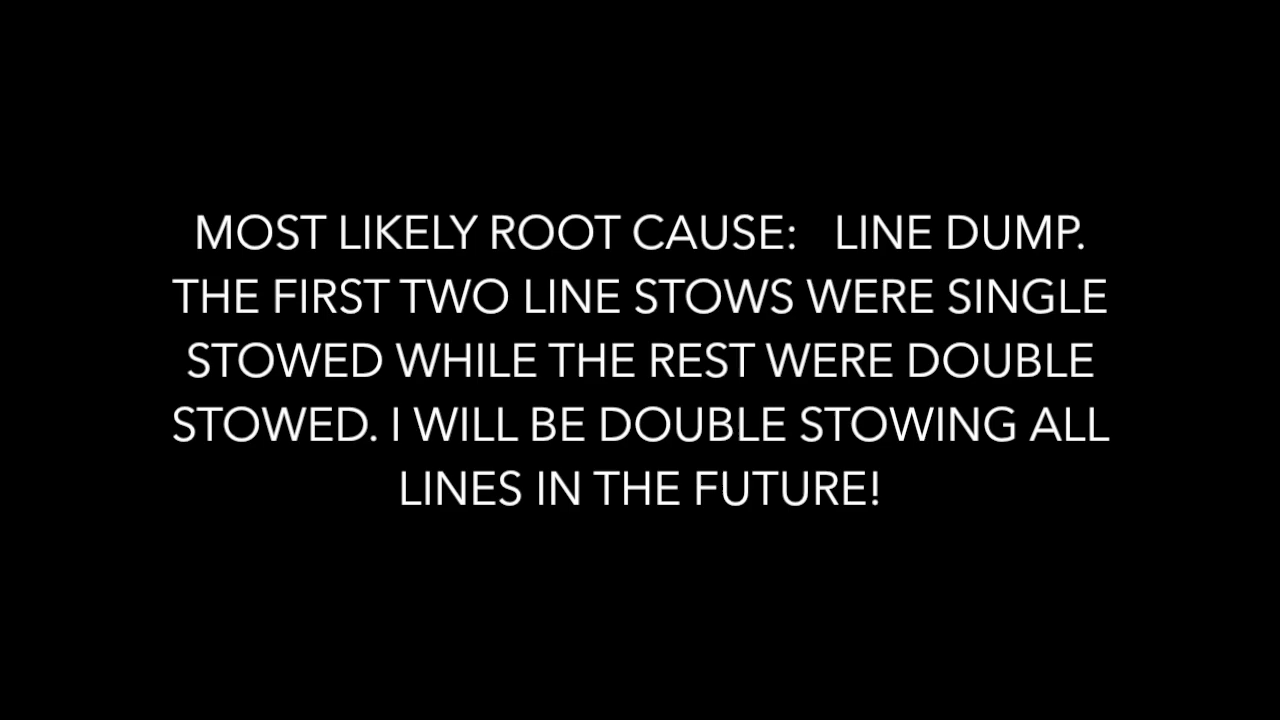 MOST LIKELY ROOT CAUSE:   LINE DUMP.
THE FIRST TWO LINE STOWS WERE SINGLE
STOWED WHILE THE REST WERE DOUBLE
STOWED. I WILL BE DOUBLE STOWING ALL
LINES IN THE FUTURE!